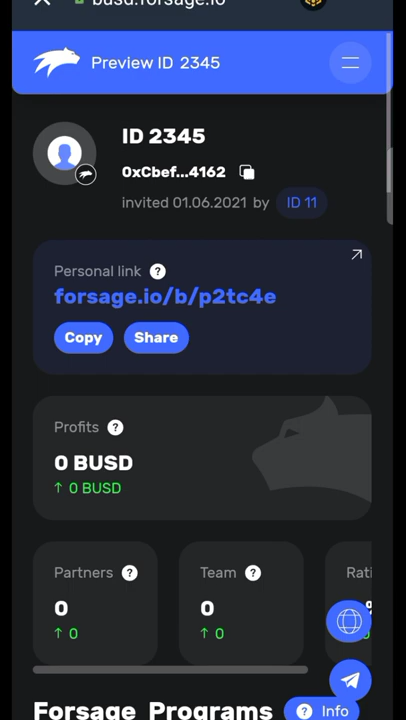 busd.forsage.io
Preview ID 2345
ID 2345
0xCbef...4162
invited 01.06.2021 by ID 11
Personal link ?
forsage.io/b/p2tc4e
Copy Share
Profits ?
0 BUSD
↑ 0 BUSD
Partners ? Team ? Rati
0 0 %
↑ 0 ↑ 0 0
Forsage Programs ? Info